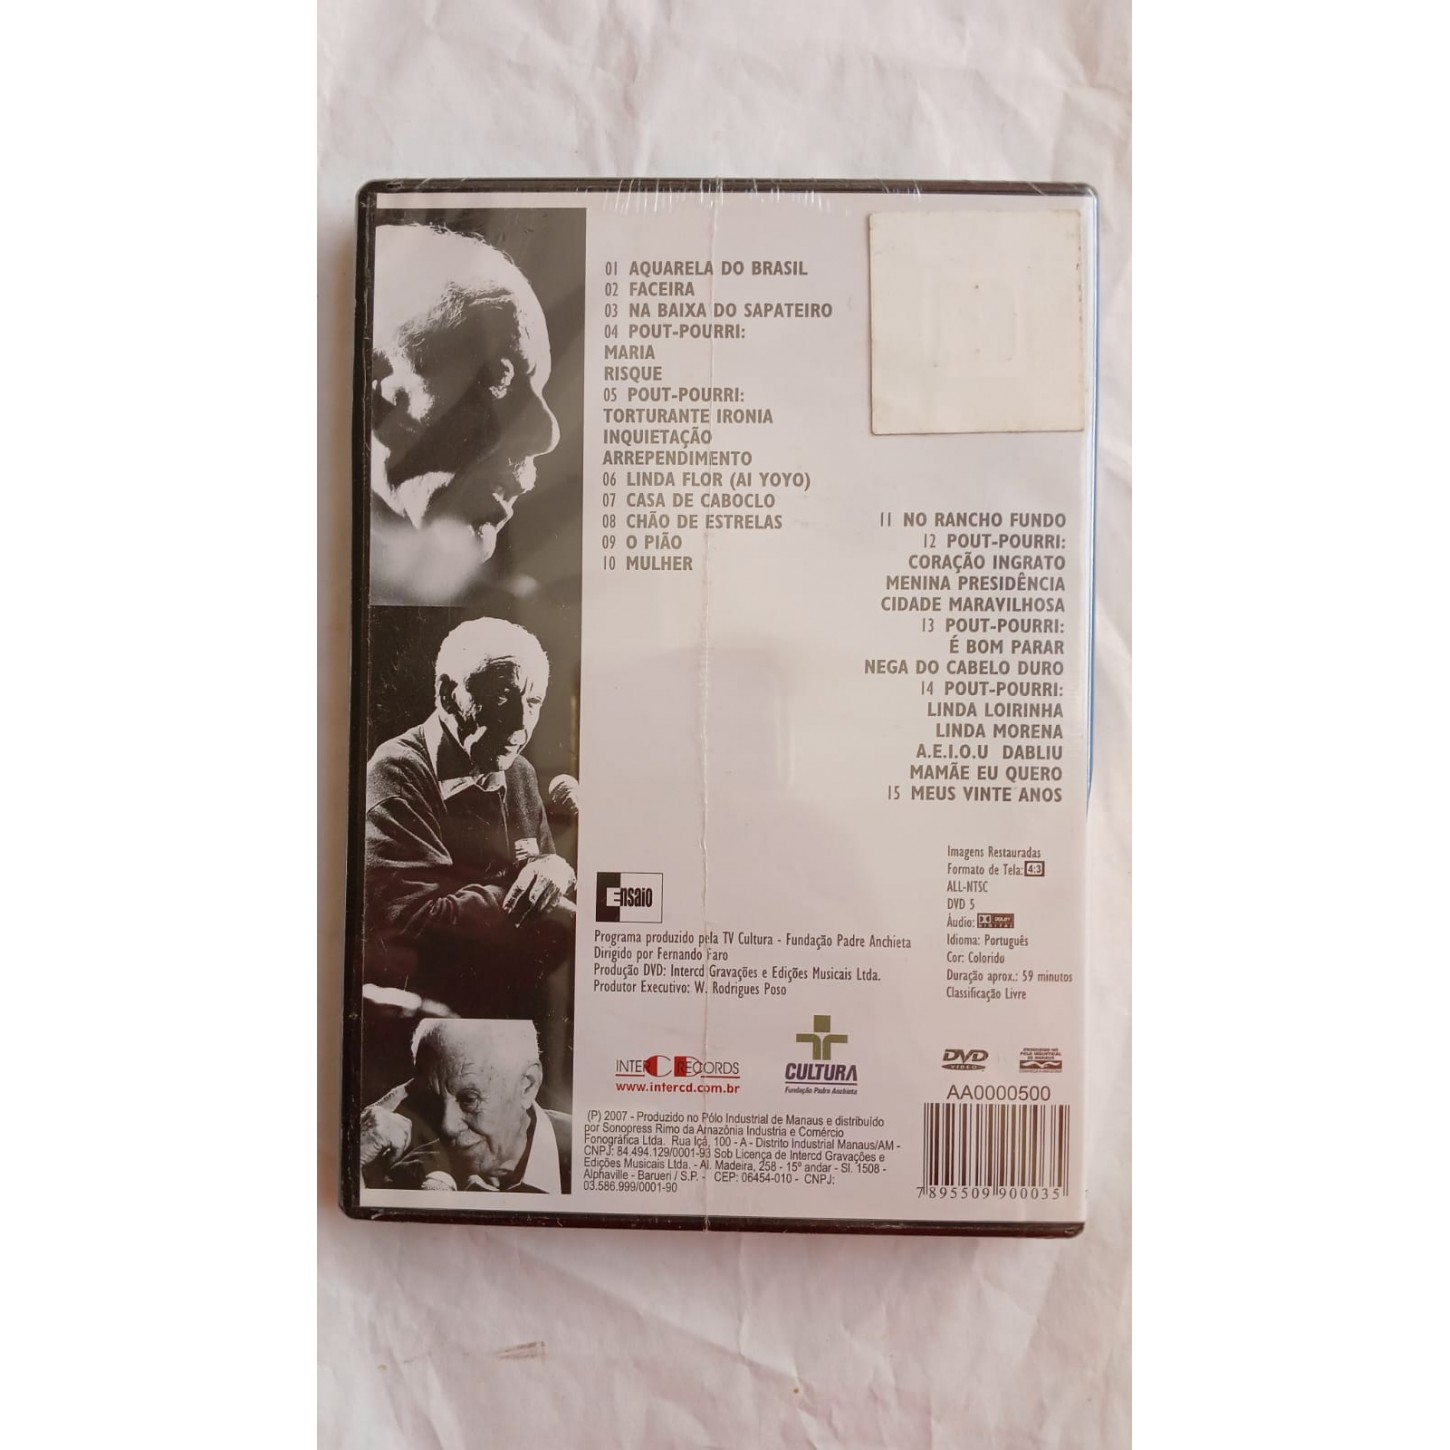 01 AQUARELA DO BRASIL
02 FACEIRA
03 NA BAIXA DO SAPATEIRO
04 POUT-POURRI:
MARIA
RISQUE
05 POUT-POURRI:
TORTURANTE IRONIA
INQUIETAÇÃO
ARREPENDIMENTO
06 LINDA FLOR (AI YOYO)
07 CASA DE CABOCLO
08 CHÃO DE ESTRELAS
09 O PIÃO
10 MULHER
11 NO RANCHO FUNDO
12 POUT-POURRI:
CORAÇÃO INGRATO
MENINA PRESIDÊNCIA
CIDADE MARAVILHOSA
13 POUT-POURRI:
É BOM PARAR
NEGA DO CABELO DURO
14 POUT-POURRI:
LINDA LOIRINHA
LINDA MORENA
A.E.I.O.U DABLIU
MAMÃE EU QUERO
15 MEUS VINTE ANOS
Imagens Restauradas
Formato de Tela: 4:3
ALL-NTSC
DVD 5
Áudio: DOLBY DIGITAL
Idioma: Português
Cor: Colorido
Duração aprox.: 59 minutos
Classificação Livre
Ensaio
Programa produzido pela TV Cultura - Fundação Padre Anchieta
Dirigido por Fernando Faro
Produção DVD: Intercd Gravações e Edições Musicais Ltda.
Produtor Executivo: W. Rodrigues Poso
INTER CD RECORDS
www.intercd.com.br
CULTURA
Fundação Padre Anchieta
DVD
VIDEO
AA0000500
(P) 2007 - Produzido no Pólo Industrial de Manaus e distribuído
por Sonopress Rimo da Amazônia Industria e Comércio
Fonográfica Ltda. Rua Içá, 100 - A - Distrito Industrial Manaus/AM -
CNPJ: 84.494.129/0001-93 Sob Licença de Intercd Gravações e
Edições Musicais Ltda. - Al. Madeira, 258 - 15º andar - Sl. 1508 -
Alphaville - Barueri / S.P. - CEP: 06454-010 - CNPJ:
03.586.999/0001-90
7 895509 900035